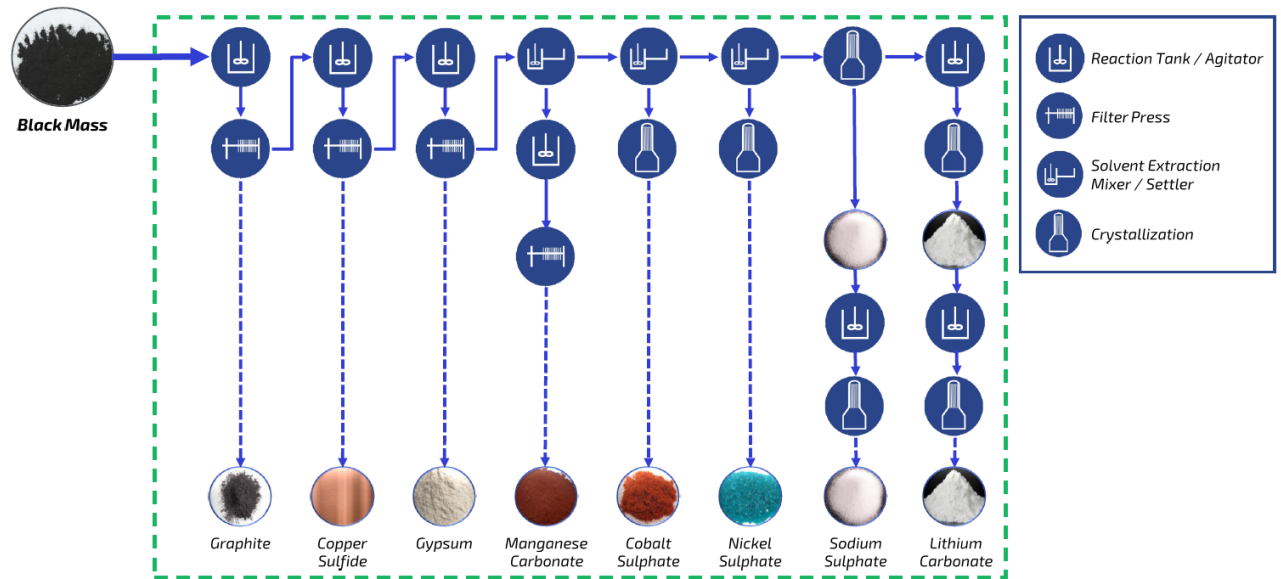 Black Mass
Reaction Tank / Agitator
Filter Press
Solvent Extraction
Mixer / Settler
Crystallization
Graphite
Copper
Sulfide
Gypsum
Manganese
Carbonate
Cobalt
Sulphate
Nickel
Sulphate
Sodium
Sulphate
Lithium
Carbonate